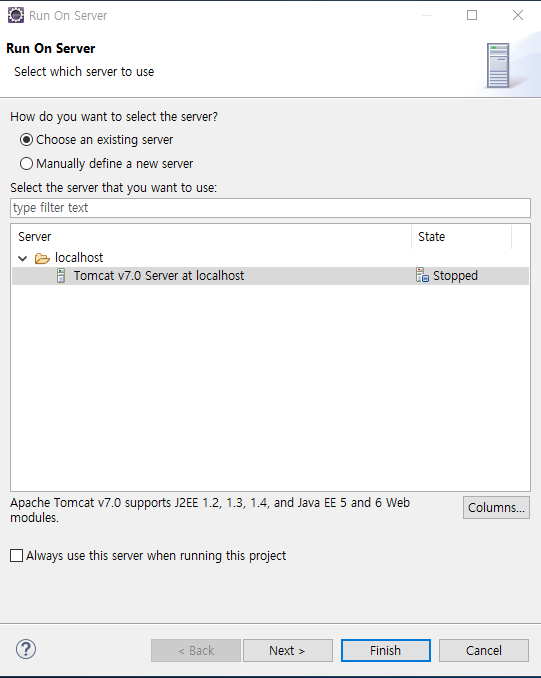 Run On Server
Run On Server
Select which server to use
How do you want to select the server?
Choose an existing server
Manually define a new server
Select the server that you want to use:
type filter text
Server State
localhost
Tomcat v7.0 Server at localhost Stopped
Apache Tomcat v7.0 supports J2EE 1.2, 1.3, 1.4, and Java EE 5 and 6 Web
modules.
Columns...
Always use this server when running this project
? < Back Next > Finish Cancel